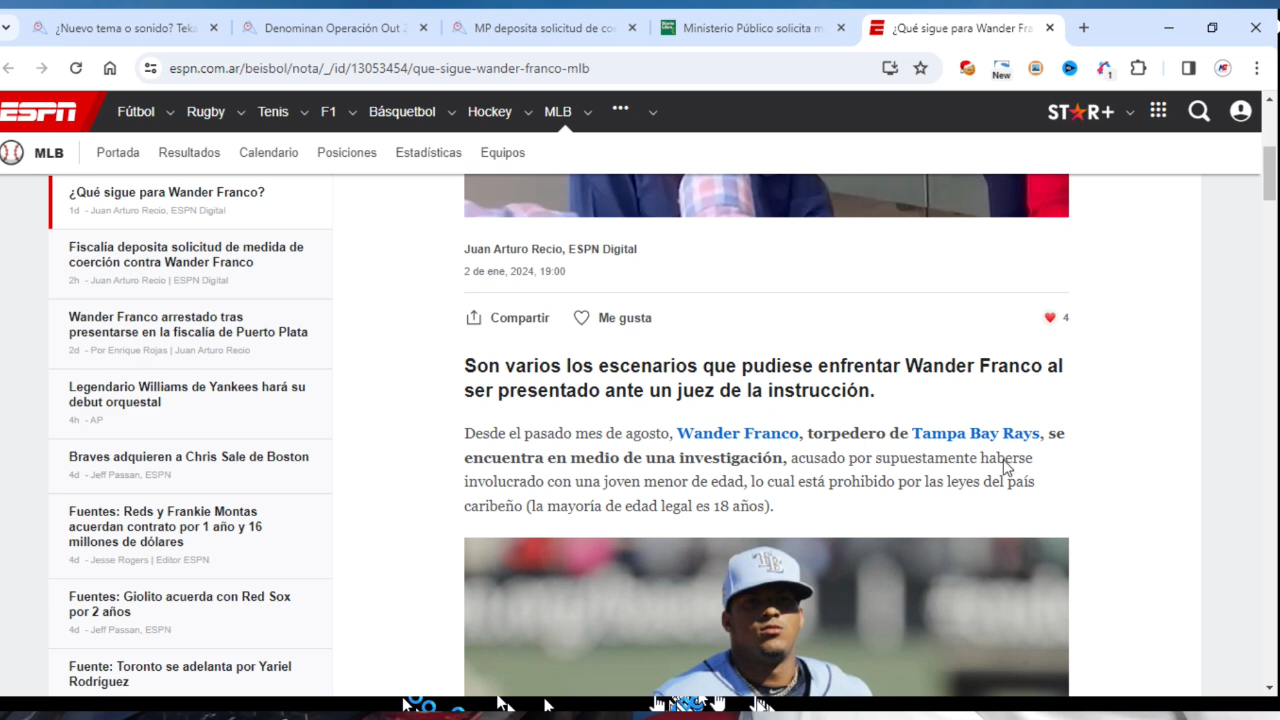 ¿Nuevo tema o sonido? Teka
Denominan Operación Out-2
MP deposita solicitud de co
Ministerio Público solicita m
¿Qué sigue para Wander Fra
espn.com.ar/beisbol/nota/_/id/13053454/que-sigue-wander-franco-mlb
New
1
ESPN
Fútbol
Rugby
Tenis
F1
Básquetbol
Hockey
MLB
•••
ST★R+
MLB
Portada
Resultados
Calendario
Posiciones
Estadísticas
Equipos
¿Qué sigue para Wander Franco?
1d - Juan Arturo Recio, ESPN Digital
Fiscalía deposita solicitud de medida de
coerción contra Wander Franco
2h - Juan Arturo Recio | ESPN Digital
Wander Franco arrestado tras
presentarse en la fiscalía de Puerto Plata
2d - Por Enrique Rojas | Juan Arturo Recio
Legendario Williams de Yankees hará su
debut orquestal
4h - AP
Braves adquieren a Chris Sale de Boston
4d - Jeff Passan, ESPN
Fuentes: Reds y Frankie Montas
acuerdan contrato por 1 año y 16
millones de dólares
4d - Jesse Rogers | Editor ESPN
Fuentes: Giolito acuerda con Red Sox
por 2 años
4d - Jeff Passan, ESPN
Fuente: Toronto se adelanta por Yariel
Rodríguez
Juan Arturo Recio, ESPN Digital
2 de ene, 2024, 19:00
Compartir
Me gusta
4
Son varios los escenarios que pudiese enfrentar Wander Franco al
ser presentado ante un juez de la instrucción.
Desde el pasado mes de agosto, Wander Franco, torpedero de Tampa Bay Rays, se
encuentra en medio de una investigación, acusado por supuestamente haberse
involucrado con una joven menor de edad, lo cual está prohibido por las leyes del país
caribeño (la mayoría de edad legal es 18 años).
TB